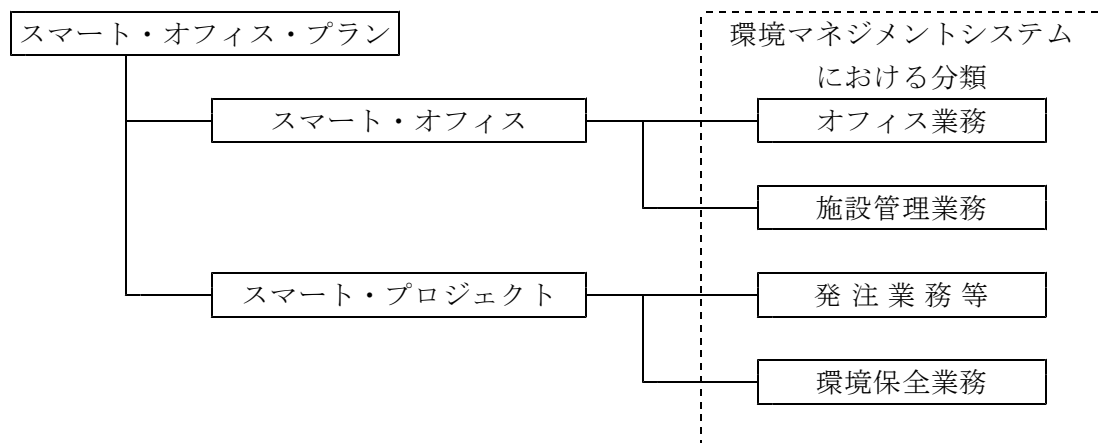 スマート・オフィス・プラン
環境マネジメントシステム
における分類
スマート・オフィス
オフィス業務
施設管理業務
スマート・プロジェクト
発注業務等
環境保全業務